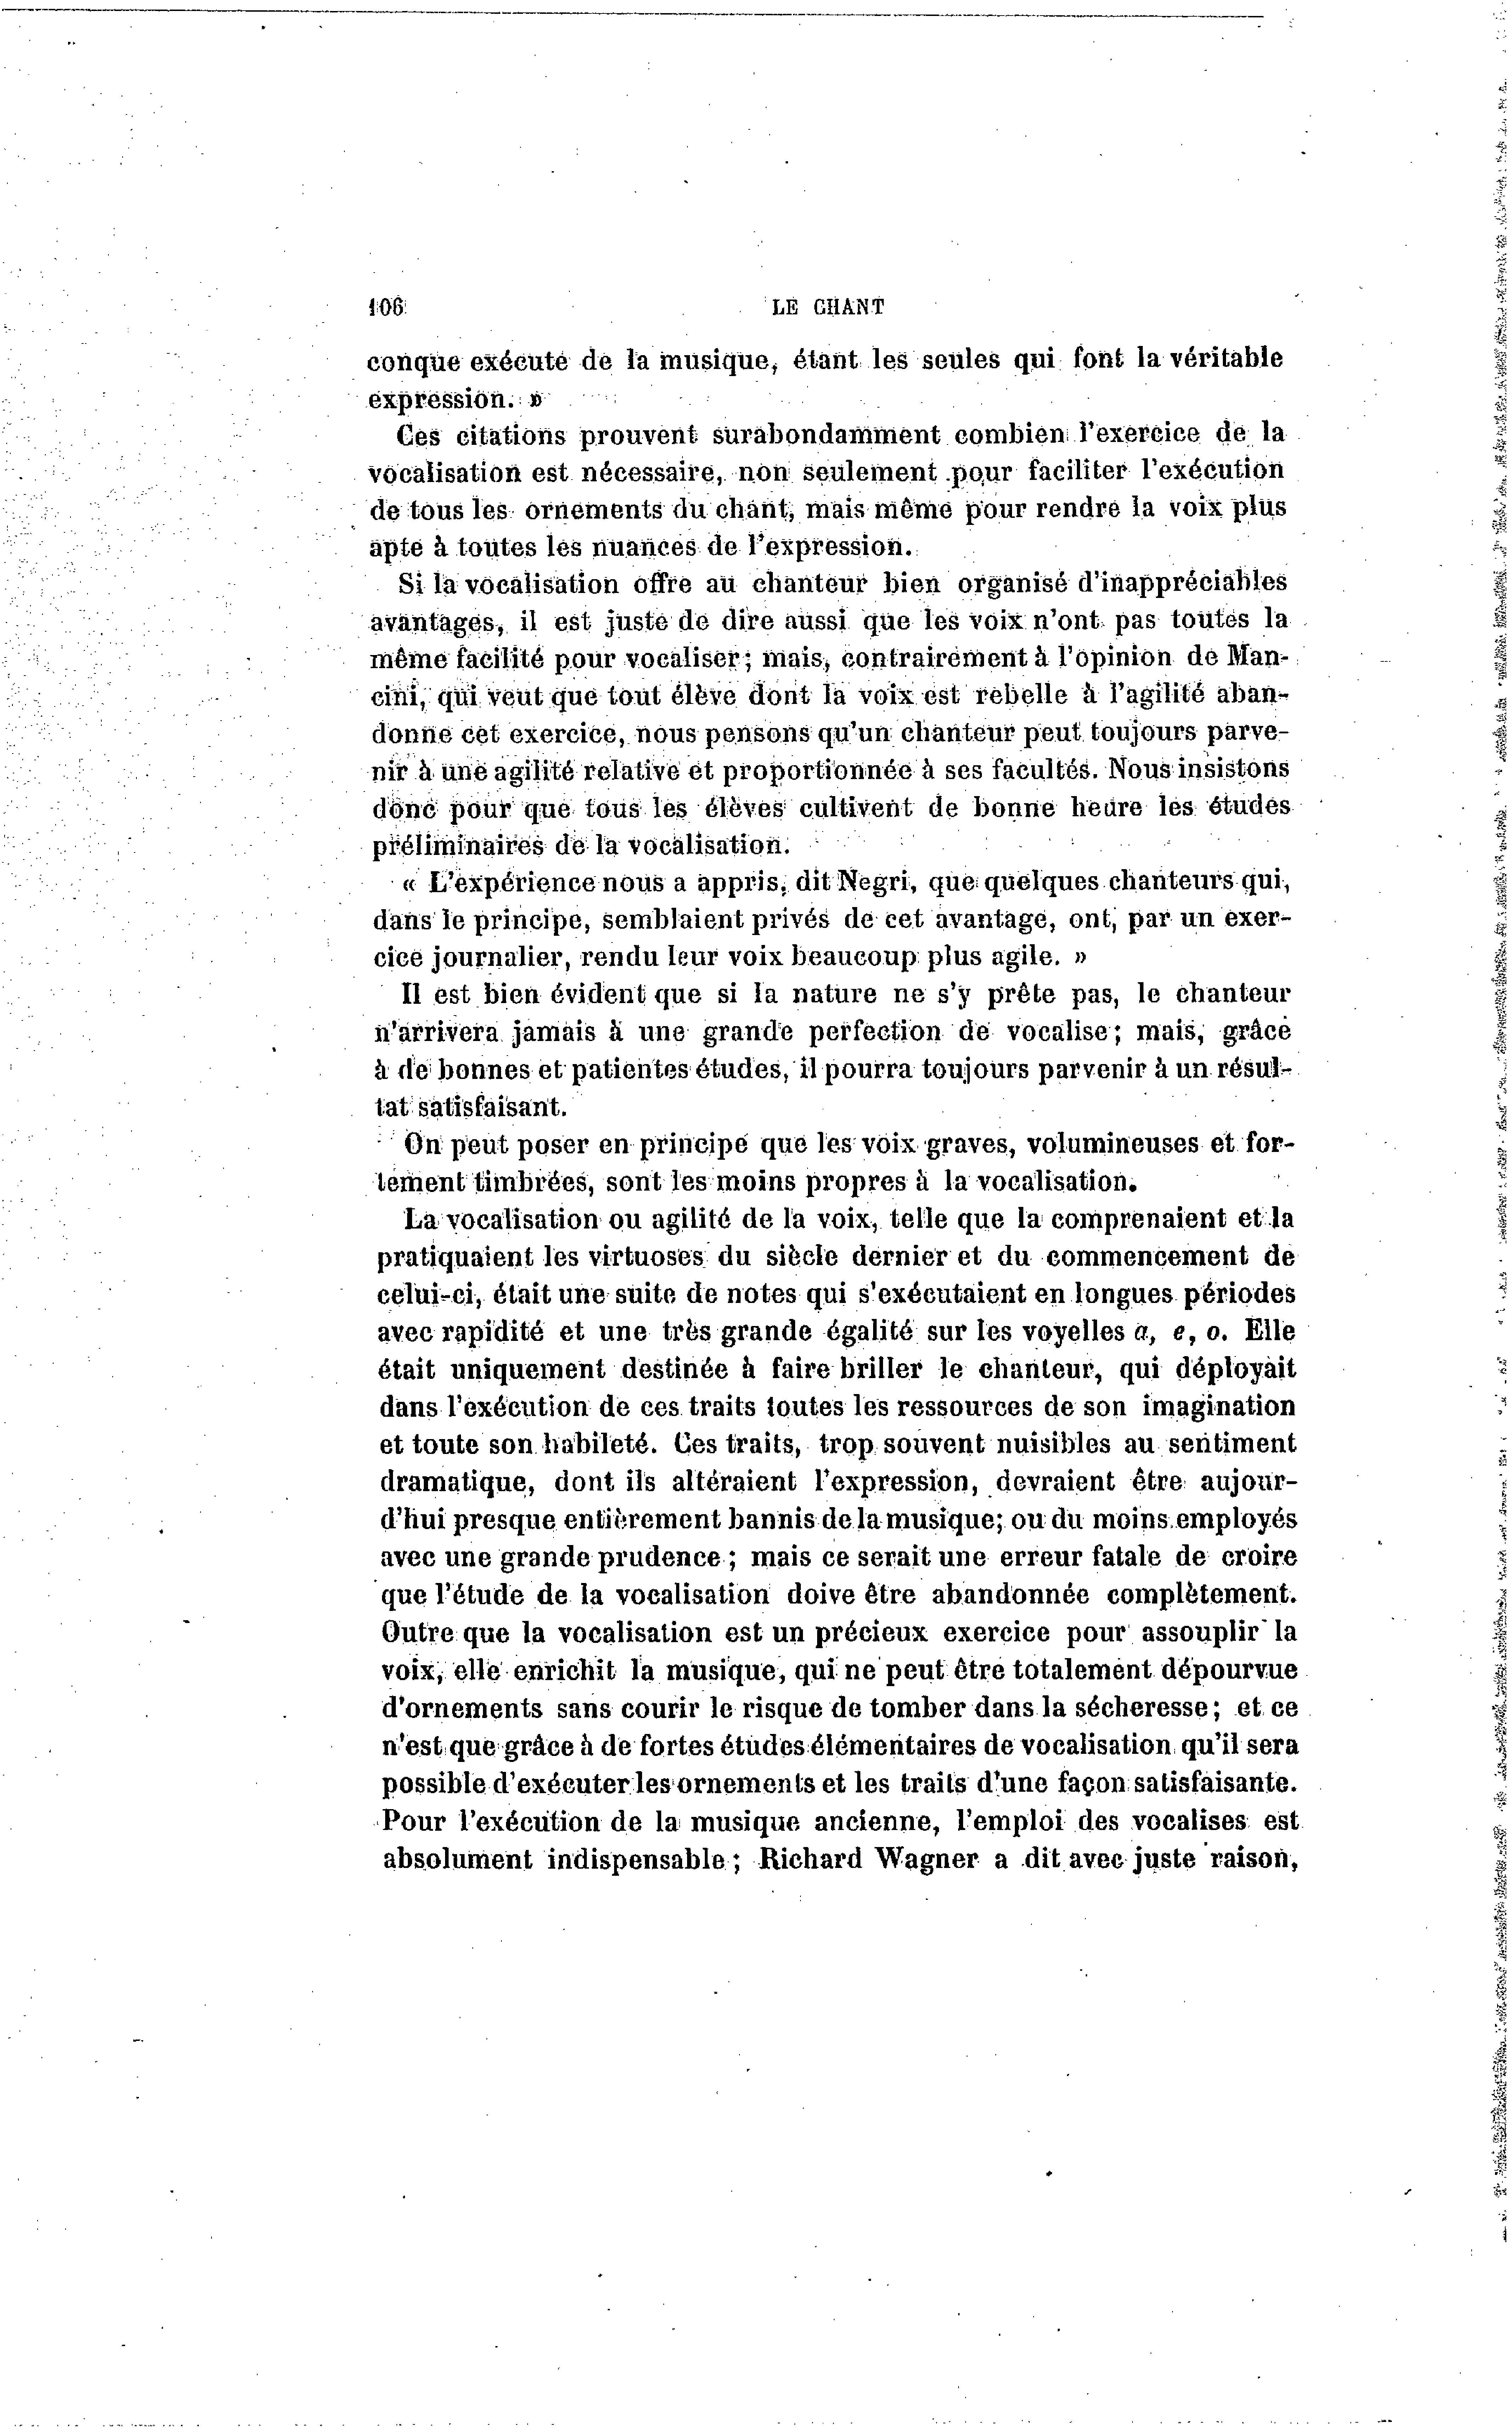 106
LE CHANT
conque exécute de la musique, étant les seules qui font la véritable
expression. »
Ces citations prouvent surabondamment combien l'exercice de la
vocalisation est nécessaire, non seulement pour faciliter l'exécution
de tous les ornements du chant, mais même pour rendre la voix plus
apte à toutes les nuances de l'expression.
Si la vocalisation offre au chanteur bien organisé d'inappréciables
avantages, il est juste de dire aussi que les voix n'ont pas toutes la
même facilité pour vocaliser; mais, contrairement à l'opinion de Man-
cini, qui veut que tout élève dont la voix est rebelle à l'agilité aban-
donne cet exercice, nous pensons qu'un chanteur peut toujours parve-
nir à une agilité relative et proportionnée à ses facultés. Nous insistons
donc pour que tous les élèves cultivent de bonne heure les études
préliminaires de la vocalisation.
« L'expérience nous a appris, dit Negri, que quelques chanteurs qui,
dans le principe, semblaient privés de cet avantage, ont, par un exer-
cice journalier, rendu leur voix beaucoup plus agile. »
Il est bien évident que si la nature ne s'y prête pas, le chanteur
n'arrivera jamais à une grande perfection de vocalise; mais, grâce
à de bonnes et patientes études, il pourra toujours parvenir à un résul-
tat satisfaisant.
On peut poser en principe que les voix graves, volumineuses et for-
tement timbrées, sont les moins propres à la vocalisation.
La vocalisation ou agilité de la voix, telle que la comprenaient et la
pratiquaient les virtuoses du siècle dernier et du commencement de
celui-ci, était une suite de notes qui s'exécutaient en longues périodes
avec rapidité et une très grande égalité sur les voyelles a, e, o. Elle
était uniquement destinée à faire briller le chanteur, qui déployait
dans l'exécution de ces traits toutes les ressources de son imagination
et toute son habileté. Ces traits, trop souvent nuisibles au sentiment
dramatique, dont ils altéraient l'expression, devraient être aujour-
d'hui presque entièrement bannis de la musique; ou du moins employés
avec une grande prudence; mais ce serait une erreur fatale de croire
que l'étude de la vocalisation doive être abandonnée complètement.
Outre que la vocalisation est un précieux exercice pour assouplir la
voix, elle enrichit la musique, qui ne peut être totalement dépourvue
d'ornements sans courir le risque de tomber dans la sécheresse; et ce
n'est que grâce à de fortes études élémentaires de vocalisation qu'il sera
possible d'exécuter les ornements et les traits d'une façon satisfaisante.
Pour l'exécution de la musique ancienne, l'emploi des vocalises est
absolument indispensable; Richard Wagner a dit avec juste raison,